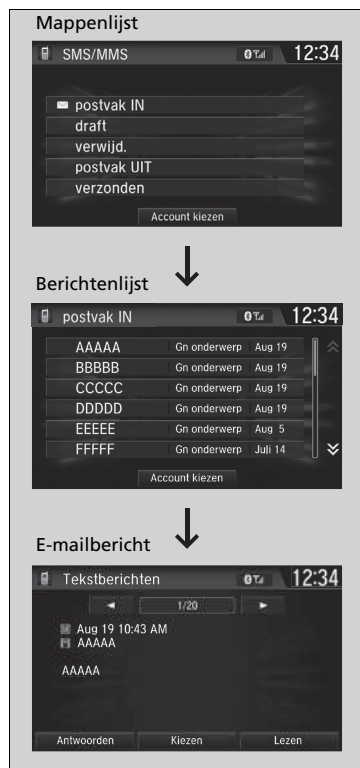 Mappenlijst
SMS/MMS 12:34
postvak IN
draft
verwijd.
postvak UIT
verzonden
Account kiezen
Berichtenlijst
postvak IN 12:34
AAAAA Gn onderwerp Aug 19
BBBBB Gn onderwerp Aug 19
CCCCC Gn onderwerp Aug 19
DDDDD Gn onderwerp Aug 19
EEEEE Gn onderwerp Aug 5
FFFFF Gn onderwerp Juli 14
Account kiezen
E-mailbericht
Tekstberichten 12:34
1/20
Aug 19 10:43 AM
AAAAA
AAAAA
Antwoorden Kiezen Lezen